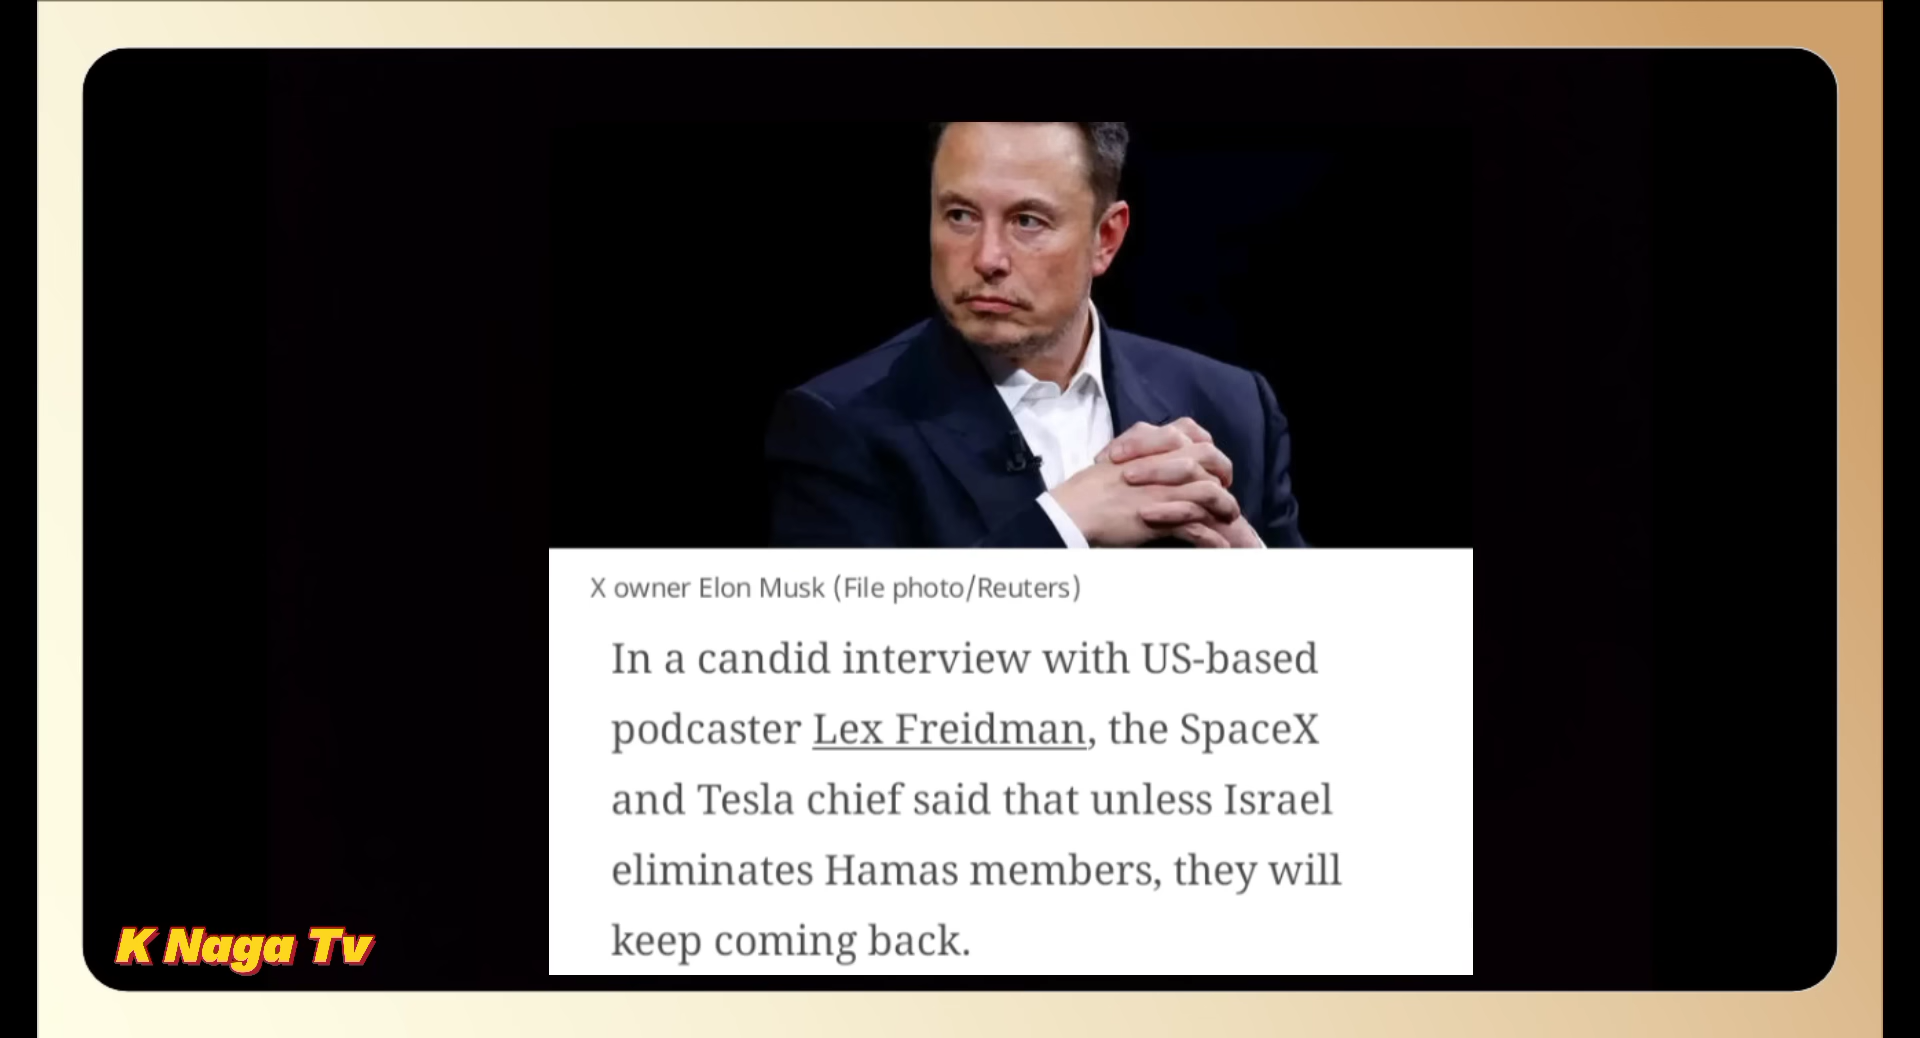 X owner Elon Musk (File photo/Reuters)
In a candid interview with US-based
podcaster Lex Freidman, the SpaceX
and Tesla chief said that unless Israel
eliminates Hamas members, they will
keep coming back.
K Naga Tv